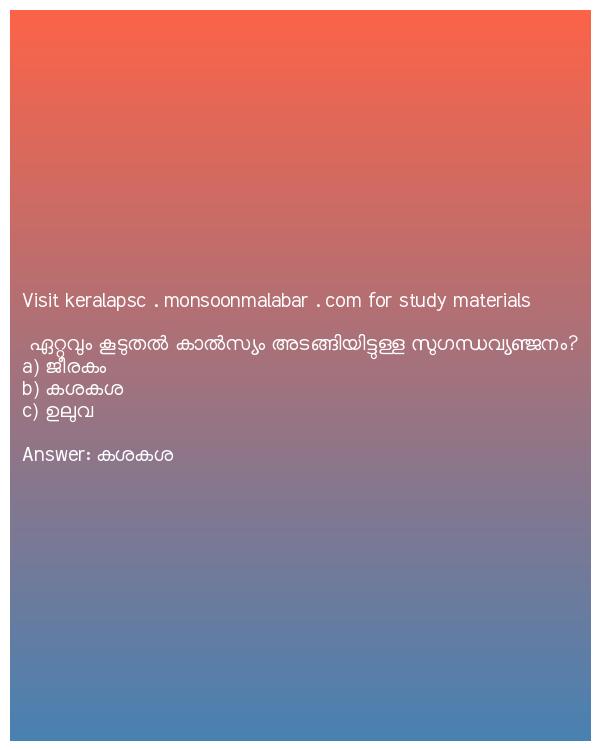 Visit keralapsc .monsoonmalabar .com for study materials
ഏറ്റവും കൂടുതൽ കാൽസ്യം അടങ്ങിയിട്ടുള്ള സുഗന്ധവ്യഞ്ജനം?
a) ജീരകം
b) കശകശ
c) ഉലുവ
Answer: കശകശ